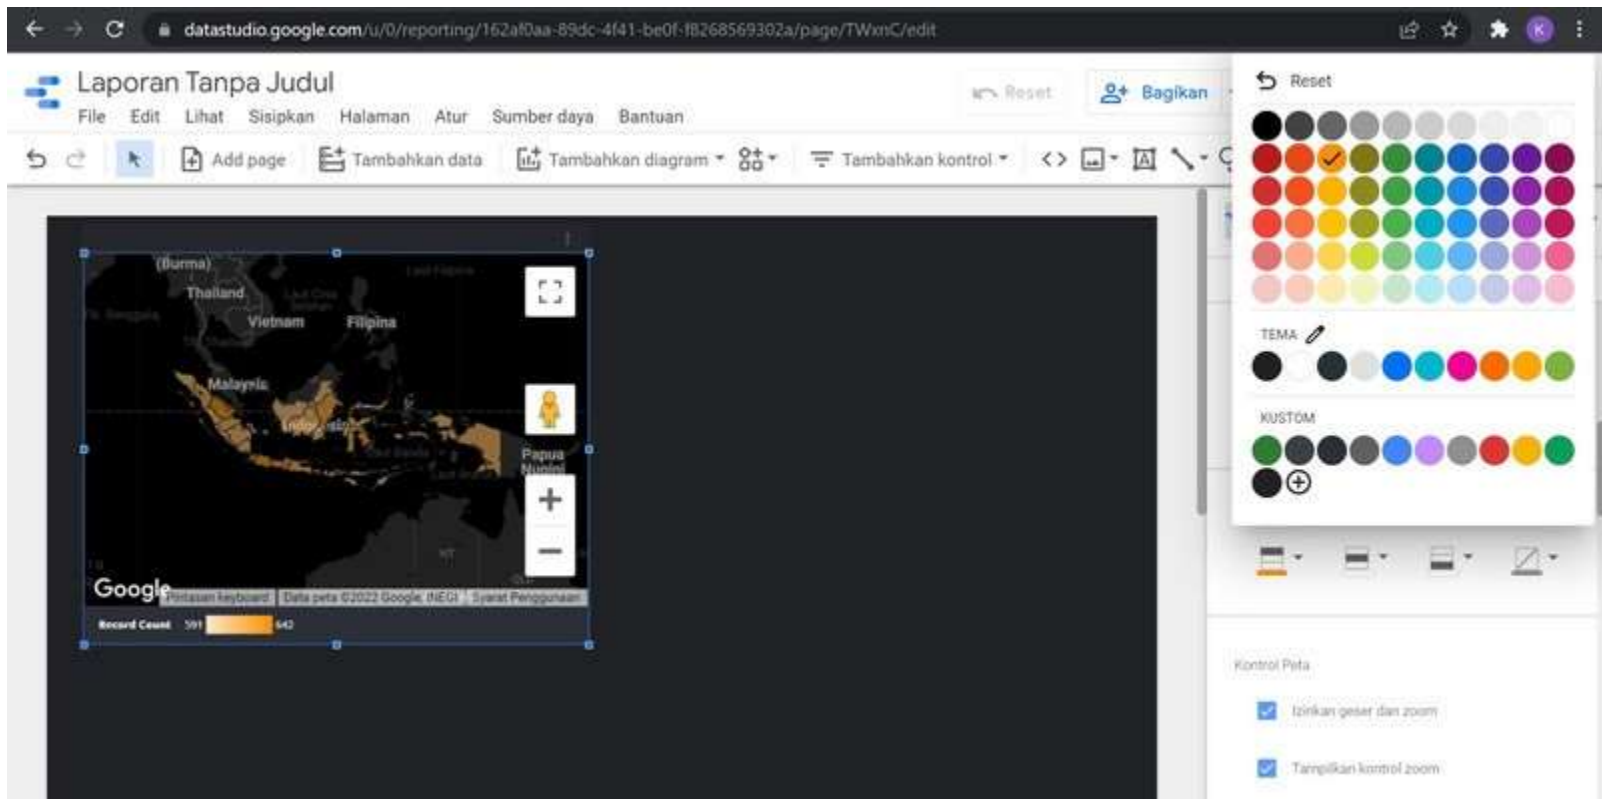 datastudio.google.com/u/0/reporting/162af0aa-89dc-4f41-be0f-f8268569302a/page/TWxnC/edit
K
Laporan Tanpa Judul
Reset
Bagikan
File Edit Lihat Sisipkan Halaman Atur Sumber daya Bantuan
Add page Tambahkan data Tambahkan diagram Tambahkan kontrol
Reset
TEMA
KUSTOM
(Burma)
Thailand
Vietnam Filipina
Malaysia
Indonesia
Papua
Nugini
NT
Google
Pintasan keyboard Data peta ©2022 Google, INEGI Syarat Penggunaan
Record Count 591 642
Kontrol Peta
Izinkan geser dan zoom
Tampilkan kontrol zoom